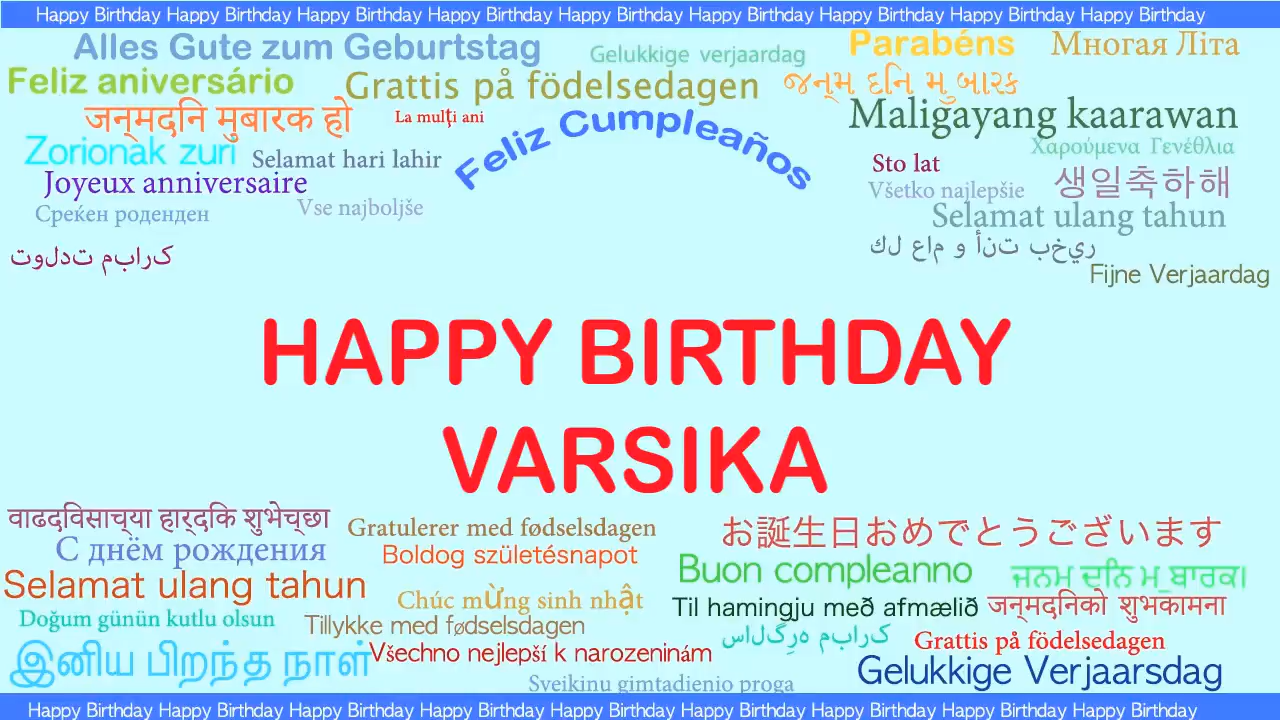 Happy Birthday Happy Birthday Happy Birthday Happy Birthday Happy Birthday Happy Birthday Happy Birthday Happy Birthday Happy Birthday
Alles Gute zum Geburtstag
Gelukkige verjaardag
Parabéns
Многая Літа
Feliz aniversário
Grattis på födelsedagen
જન્મ દિન મુબારક
जन्मदिन मुबारक हो
La mulţi ani
Feliz Cumpleaños
Maligayang kaarawan
Χαρούμενα Γενέθλια
Zorionak zuri
Selamat hari lahir
Sto lat
Joyeux anniversaire
Všetko najlepšie
생일축하해
Среќен роденден
Vse najboljše
Selamat ulang tahun
تولدت مبارک
كل عام و أنت بخير
Fijne Verjaardag
HAPPY BIRTHDAY
VARSIKA
वाढदिवसाच्या हार्दिक शुभेच्छा
Gratulerer med fødselsdagen
お誕生日おめでとうございます
С днём рождения
Boldog születésnapot
Buon compleanno
ਜਨਮ ਦਿਨ ਮੁਬਾਰਕ।
Selamat ulang tahun
Chúc mừng sinh nhật
Til hamingju með afmælið
जन्मदिनको शुभकामना
Doğum günün kutlu olsun
Tillykke med fødselsdagen
سالگرہ مبارک
Grattis på födelsedagen
இனிய பிறந்த நாள்
Všechno nejlepší k narozeninám
Gelukkige Verjaarsdag
Sveikinu gimtadienio proga
Happy Birthday Happy Birthday Happy Birthday Happy Birthday Happy Birthday Happy Birthday Happy Birthday Happy Birthday Happy Birthday